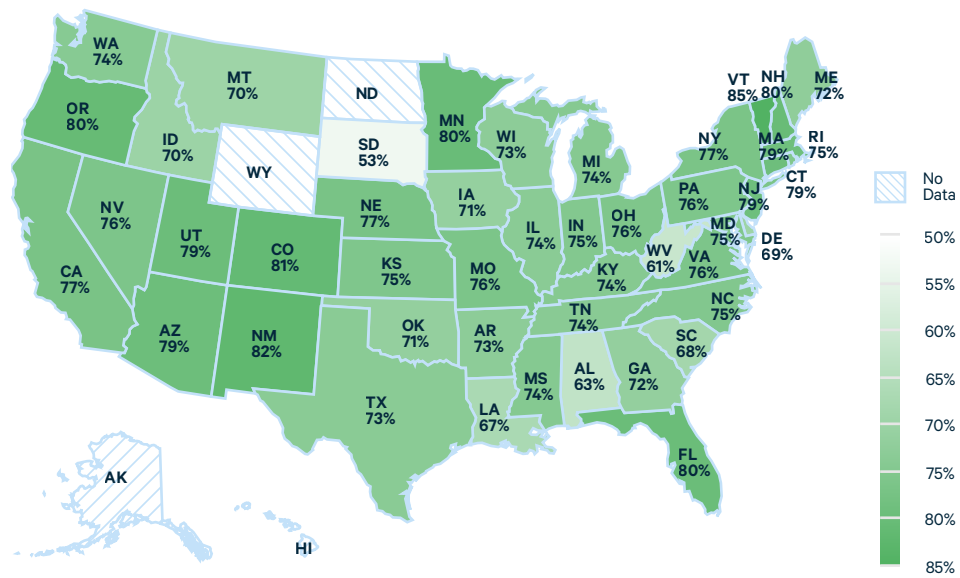 WA
74%
OR
80%
CA
77%
NV
76%
ID
70%
MT
70%
WY
UT
79%
AZ
79%
CO
81%
NM
82%
ND
SD
53%
NE
77%
KS
75%
OK
71%
TX
73%
MN
80%
IA
71%
MO
76%
AR
73%
LA
67%
WI
73%
IL
74%
MI
74%
IN
75%
OH
76%
KY
74%
TN
74%
MS
74%
AL
63%
GA
72%
FL
80%
SC
68%
NC
75%
VA
76%
WV
61%
MD
75%
DE
69%
PA
76%
NJ
79%
NY
77%
CT
79%
RI
75%
MA
79%
VT
85%
NH
80%
ME
72%
AK
HI
No
Data
50%
55%
60%
65%
70%
75%
80%
85%